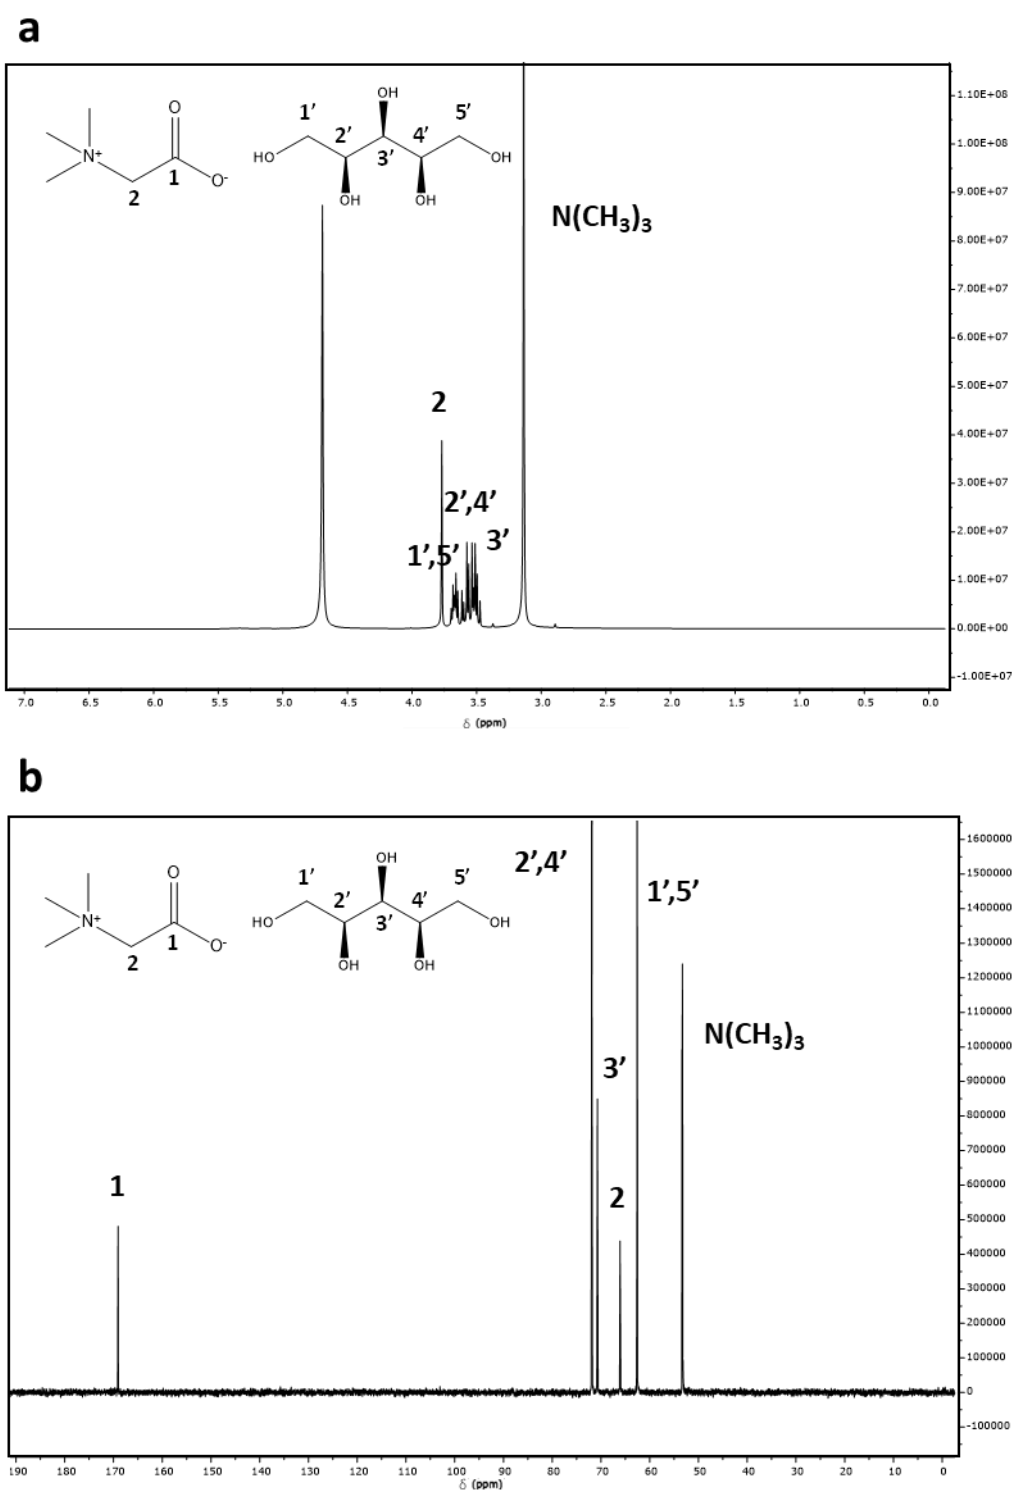 a
OH
O
1’
5’
2’
4’
N+
1
HO
3’
OH
O-
2
OH
OH
N(CH3)3
2
2’,4’
3’
1’,5’
1.10E+08
1.00E+08
9.00E+07
8.00E+07
7.00E+07
6.00E+07
5.00E+07
4.00E+07
3.00E+07
2.00E+07
1.00E+07
0.00E+00
-1.00E+07
7.0 6.5 6.0 5.5 5.0 4.5 4.0 3.5 3.0 2.5 2.0 1.5 1.0 0.5 0.0
δ (ppm)
b
OH
O
1’
5’
2’
4’
N+
1
HO
3’
OH
O-
2
OH
OH
2’,4’
1’,5’
N(CH3)3
3’
1
2
1600000
1500000
1400000
1300000
1200000
1100000
1000000
900000
800000
700000
600000
500000
400000
300000
200000
100000
0
-100000
190 180 170 160 150 140 130 120 110 100 90 80 70 60 50 40 30 20 10 0
δ (ppm)